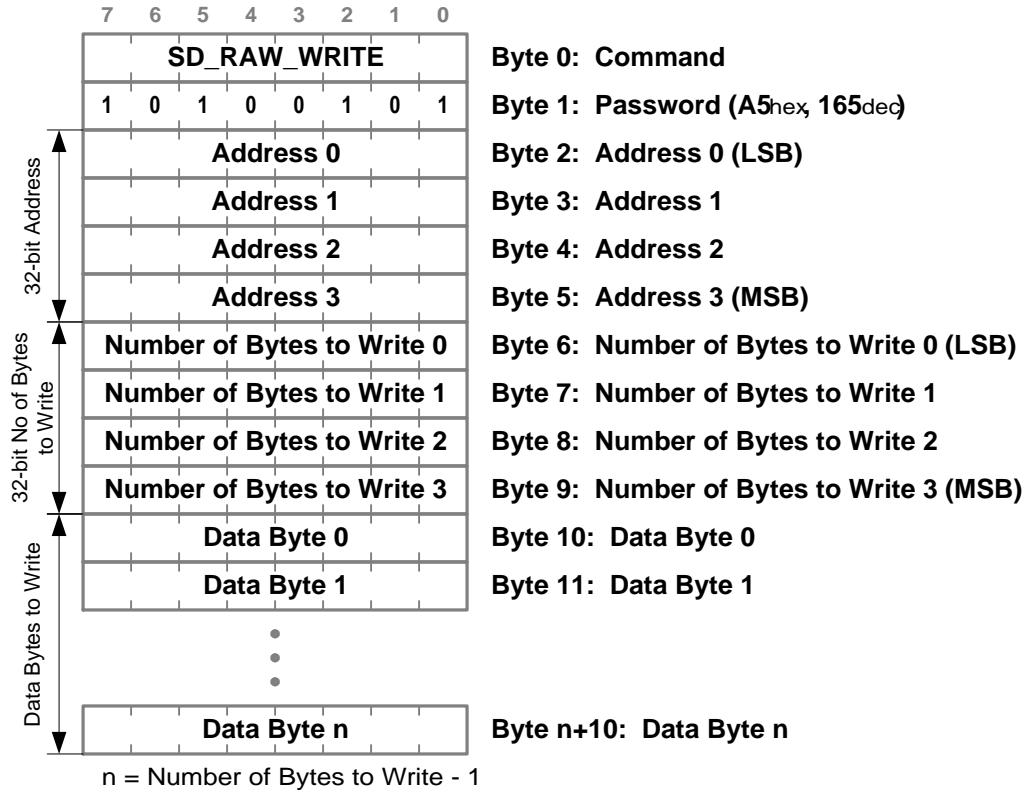 7 6 5 4 3 2 1 0
SD_RAW_WRITE Byte 0: Command
1 0 1 0 0 1 0 1 Byte 1: Password (A5hex, 165dec)
Address 0 Byte 2: Address 0 (LSB)
Address 1 Byte 3: Address 1
Address 2 Byte 4: Address 2
Address 3 Byte 5: Address 3 (MSB)
32-bit Address
Number of Bytes to Write 0 Byte 6: Number of Bytes to Write 0 (LSB)
Number of Bytes to Write 1 Byte 7: Number of Bytes to Write 1
Number of Bytes to Write 2 Byte 8: Number of Bytes to Write 2
Number of Bytes to Write 3 Byte 9: Number of Bytes to Write 3 (MSB)
32-bit No of Bytes
to Write
Data Byte 0 Byte 10: Data Byte 0
Data Byte 1 Byte 11: Data Byte 1
Data Byte n Byte n+10: Data Byte n
Data Bytes to Write
n = Number of Bytes to Write - 1